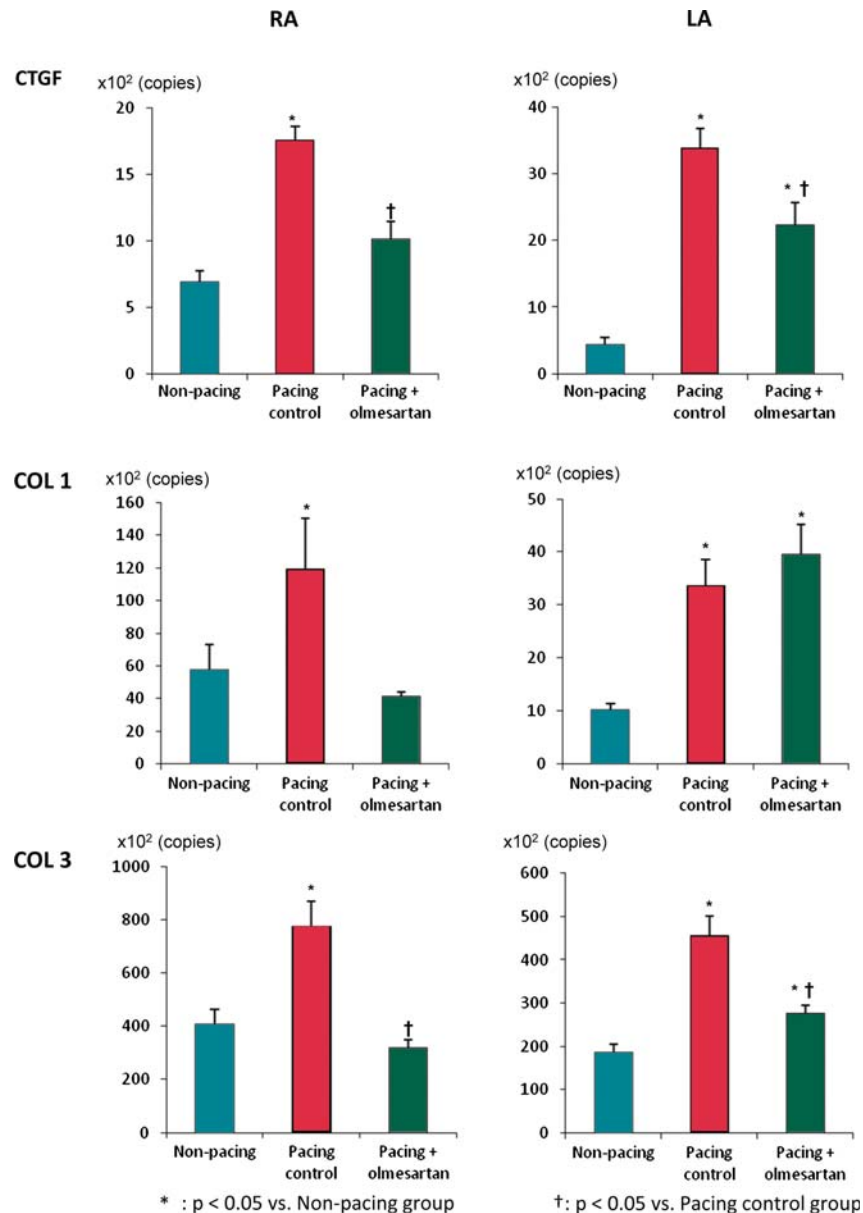 RA LA
CTGF
x10² (copies) x10² (copies)
20 40
15 30
10 20
5 10
0 0
* * * † †
Non-pacing Pacing control Pacing + olmesartan Non-pacing Pacing control Pacing + olmesartan
COL 1
x10² (copies) x10² (copies)
160 50
140
120 40
100 30
80
60 20
40 10
20
0 0
* * *
Non-pacing Pacing control Pacing + olmesartan Non-pacing Pacing control Pacing + olmesartan
COL 3
x10² (copies) x10² (copies)
1000 600
800 500
600 400
400 300
200 200
0 100
0
* † * * †
Non-pacing Pacing control Pacing + olmesartan Non-pacing Pacing control Pacing + olmesartan
* : p < 0.05 vs. Non-pacing group †: p < 0.05 vs. Pacing control group